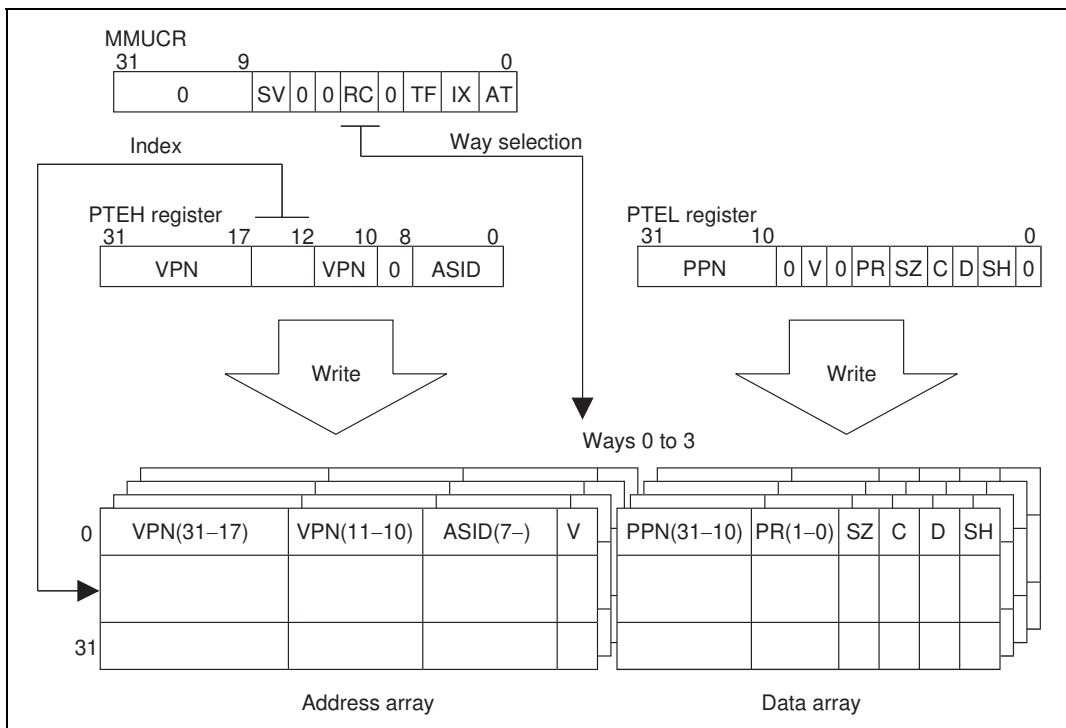 MMUCR
31 9 0
0 SV 0 0 RC 0 TF IX AT
Index
Way selection
PTEH register
31 17 12 10 8 0
VPN VPN 0 ASID
PTEL register
31 10 0
PPN 0 V 0 PR SZ C D SH 0
Write
Write
Ways 0 to 3
0 VPN(31−17) VPN(11−10) ASID(7−) V PPN(31−10) PR(1−0) SZ C D SH
31
Address array
Data array